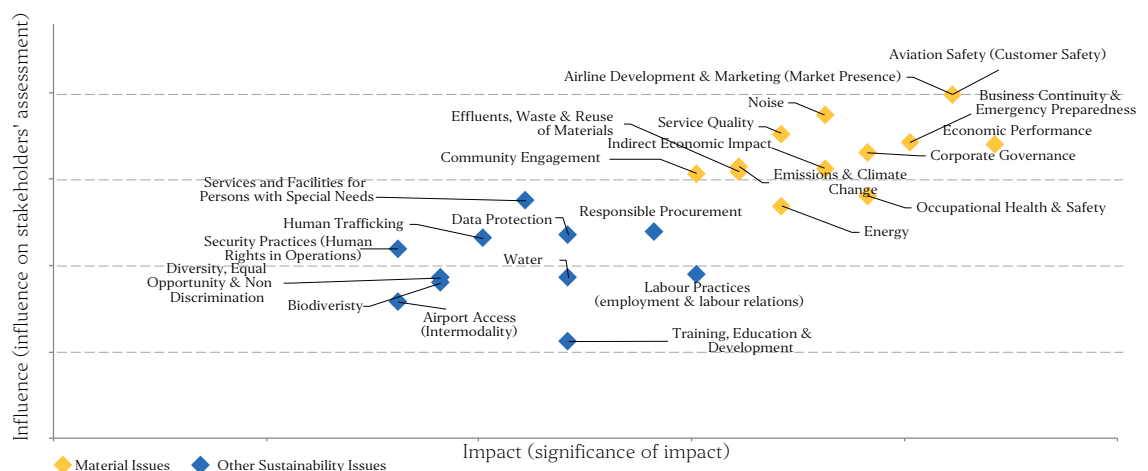 Influence (influence on stakeholders' assessment)
Aviation Safety (Customer Safety)
Airline Development & Marketing (Market Presence)
Business Continuity &
Emergency Preparedness
Noise
Effluents, Waste & Reuse
of Materials
Service Quality
Economic Performance
Indirect Economic Impact
Corporate Governance
Community Engagement
Emissions & Climate
Change
Services and Facilities for
Persons with Special Needs
Occupational Health & Safety
Responsible Procurement
Data Protection
Human Trafficking
Energy
Security Practices (Human
Rights in Operations)
Water
Diversity, Equal
Opportunity & Non
Discrimination
Labour Practices
(employment & labour relations)
Biodiveristy
Airport Access
(Intermodality)
Training, Education &
Development
Impact (significance of impact)
Material Issues
Other Sustainability Issues